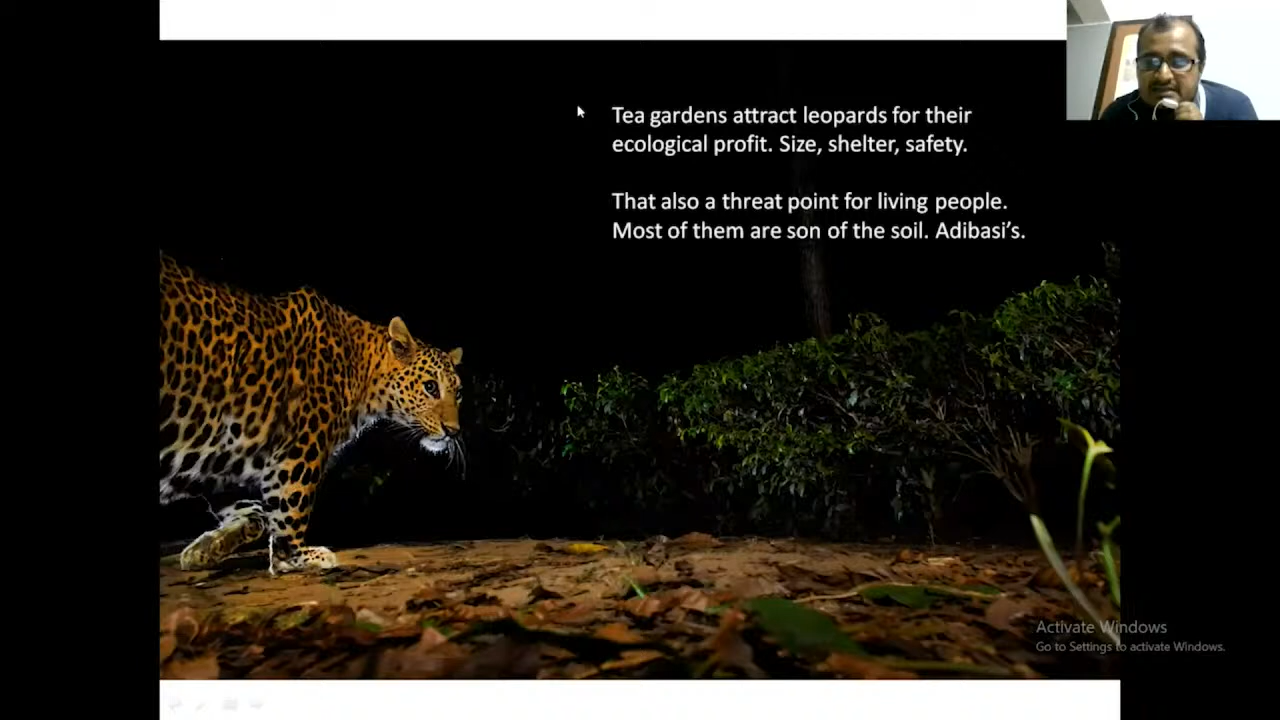 Tea gardens attract leopards for their
ecological profit. Size, shelter, safety.
That also a threat point for living people.
Most of them are son of the soil. Adibasi's.
Activate Windows
Go to Settings to activate Windows.